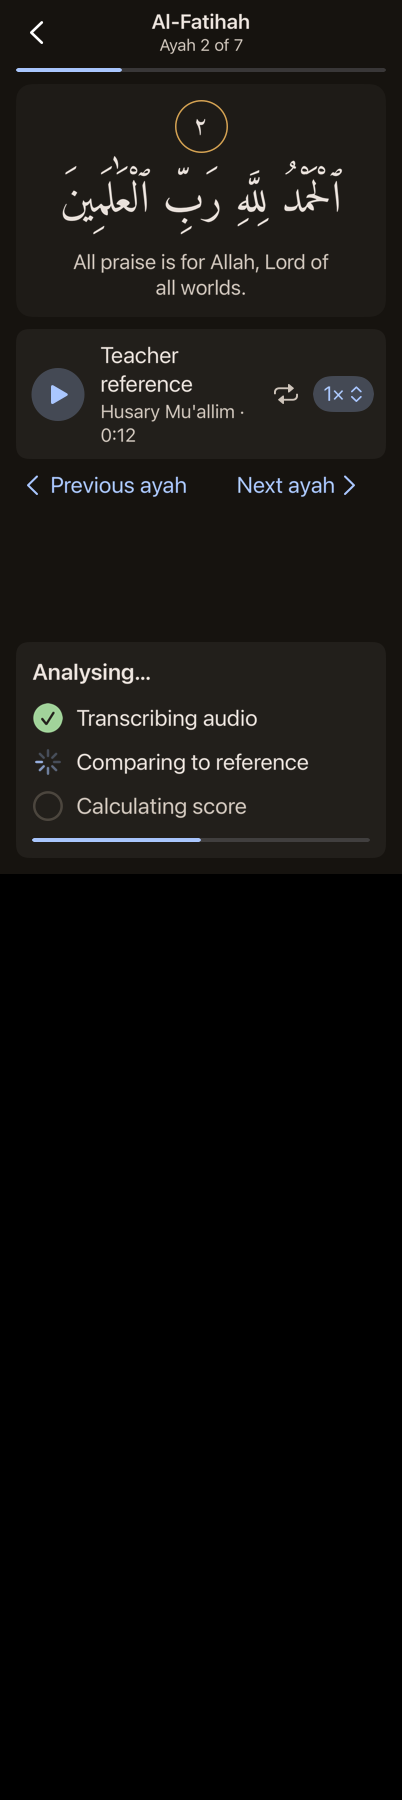 Al-Fatihah
Ayah 2 of 7
٢
ٱلْحَمْدُ لِلَّهِ رَبِّ ٱلْعَـٰلَمِينَ
All praise is for Allah, Lord of
all worlds.
Teacher
reference
Husary Mu'allim ·
0:12
1×
Previous ayah
Next ayah
Analysing...
Transcribing audio
Comparing to reference
Calculating score